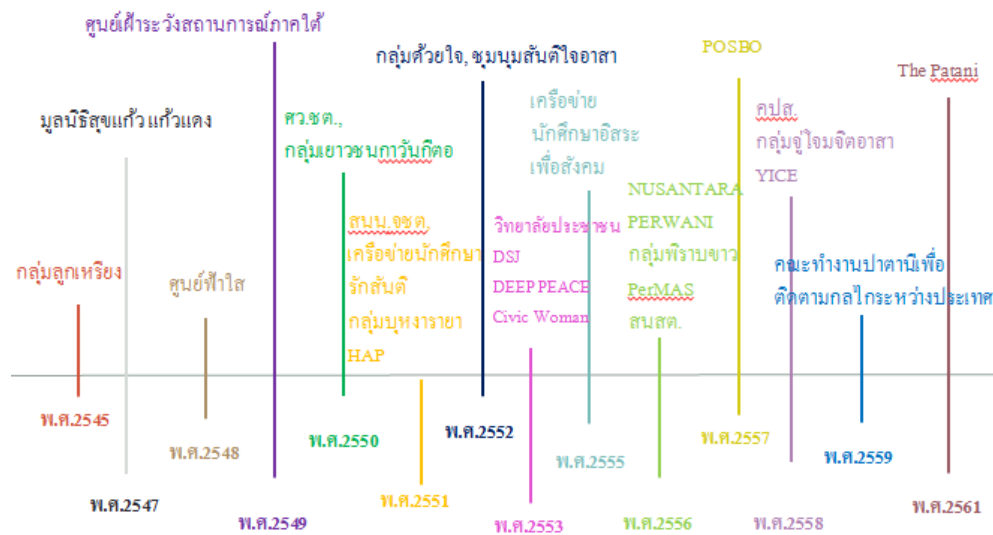 ศูนย์เฝ้าระวังสถานการณ์ภาคใต้
กลุ่มด้วยใจ, ชุมนุมสันติใจอาสา
POSBO
The Patani
มูลนิธิสุขแก้ว แก้วแดง
ศว.ชต.,
กลุ่มเยาวชนกาวันกีตอ
เครือข่าย
นักศึกษาอิสระ
เพื่อสังคม
คปส.
กลุ่มจู่โจมจิตอาสา
YICE
กลุ่มลูกเหรียง
ศูนย์ฟ้าใส
สนน.จชต,
เครือข่ายนักศึกษา
รักสันติ
กลุ่มบุหงารายา
HAP
วิทยาลัยประชาชน
DSJ
DEEP PEACE
Civic Woman
NUSANTARA
PERWANI
กลุ่มพิราบขาว
PerMAS
สนสต.
คณะทำงานปาตานีเพื่อ
ติดตามกลไกระหว่างประเทศ
พ.ศ.2545
พ.ศ.2547
พ.ศ.2548
พ.ศ.2549
พ.ศ.2550
พ.ศ.2551
พ.ศ.2552
พ.ศ.2553
พ.ศ.2555
พ.ศ.2556
พ.ศ.2557
พ.ศ.2558
พ.ศ.2559
พ.ศ.2561